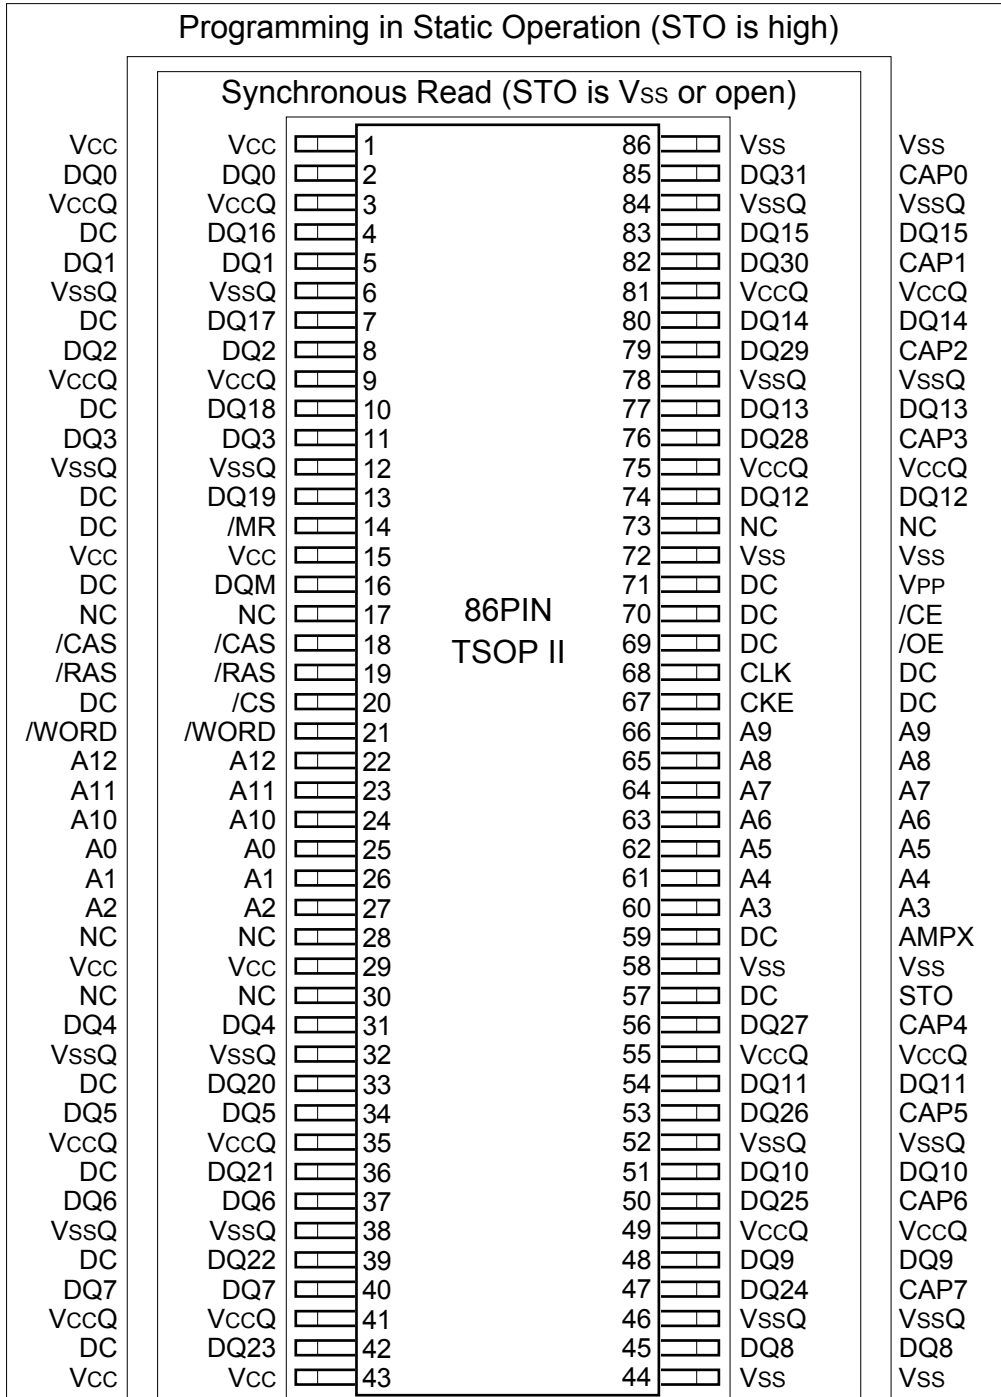 Programming in Static Operation (STO is high)
Synchronous Read (STO is Vss or open)
Vcc Vcc 1 86 Vss Vss
DQ0 DQ0 2 85 DQ31 CAP0
VccQ VccQ 3 84 VssQ VssQ
DC DQ16 4 83 DQ15 DQ15
DQ1 DQ1 5 82 DQ30 CAP1
VssQ VssQ 6 81 VccQ VccQ
DC DQ17 7 80 DQ14 DQ14
DQ2 DQ2 8 79 DQ29 CAP2
VccQ VccQ 9 78 VssQ VssQ
DC DQ18 10 77 DQ13 DQ13
DQ3 DQ3 11 76 DQ28 CAP3
VssQ VssQ 12 75 VccQ VccQ
DC DQ19 13 74 DQ12 DQ12
DC /MR 14 73 NC NC
Vcc Vcc 15 72 Vss Vss
DC DQM 16 71 DC VPP
NC NC 17 86PIN 70 DC /CE
/CAS /CAS 18 TSOP II 69 DC /OE
/RAS /RAS 19 68 CLK DC
DC /CS 20 67 CKE DC
/WORD /WORD 21 66 A9 A9
A12 A12 22 65 A8 A8
A11 A11 23 64 A7 A7
A10 A10 24 63 A6 A6
A0 A0 25 62 A5 A5
A1 A1 26 61 A4 A4
A2 A2 27 60 A3 A3
NC NC 28 59 DC AMPX
Vcc Vcc 29 58 Vss Vss
NC NC 30 57 DC STO
DQ4 DQ4 31 56 DQ27 CAP4
VssQ VssQ 32 55 VccQ VccQ
DC DQ20 33 54 DQ11 DQ11
DQ5 DQ5 34 53 DQ26 CAP5
VccQ VccQ 35 52 VssQ VssQ
DC DQ21 36 51 DQ10 DQ10
DQ6 DQ6 37 50 DQ25 CAP6
VssQ VssQ 38 49 VccQ VccQ
DC DQ22 39 48 DQ9 DQ9
DQ7 DQ7 40 47 DQ24 CAP7
VccQ VccQ 41 46 VssQ VssQ
DC DQ23 42 45 DQ8 DQ8
Vcc Vcc 43 44 Vss Vss